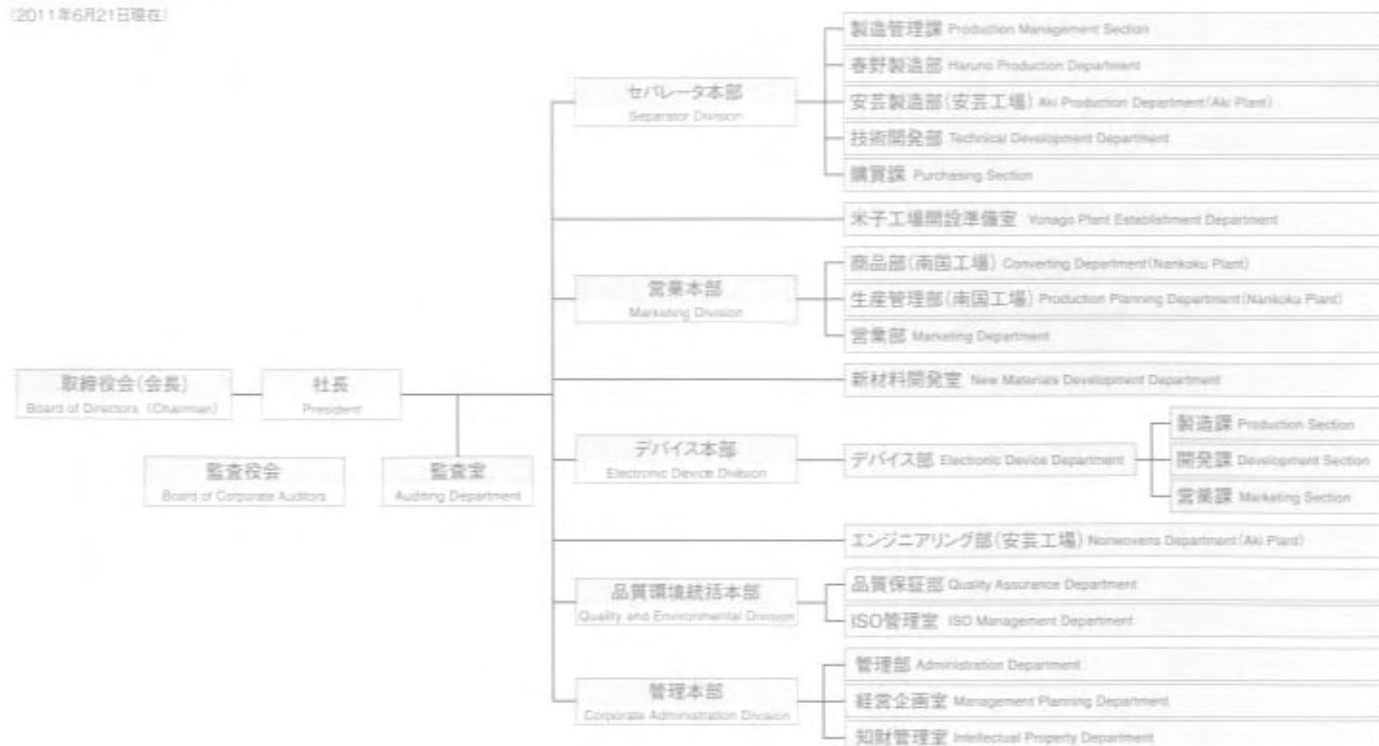 (2011年6月21日現在)
製造管理課 Production Management Section
春野製造部 Haruno Production Department
セパレータ本部
Separator Division
安芸製造部(安芸工場) Aki Production Department(Aki Plant)
技術開発部 Technical Development Department
購買課 Purchasing Section
米子工場開設準備室 Yonago Plant Establishment Department
商品部(南国工場) Converting Department(Nankoku Plant)
営業本部
Marketing Division
生産管理部(南国工場) Production Planning Department(Nankoku Plant)
営業部 Marketing Department
新材料開発室 New Materials Development Department
取締役会(会長)
Board of Directors (Chairman)
社長
President
監査役会
Board of Corporate Auditors
監査室
Auditing Department
デバイス本部
Electronic Device Division
デバイス部 Electronic Device Department
製造課 Production Section
開発課 Development Section
営業課 Marketing Section
エンジニアリング部(安芸工場) Nonwovens Department(Aki Plant)
品質環境統括本部
Quality and Environmental Division
品質保証部 Quality Assurance Department
ISO管理室 ISO Management Department
管理本部
Corporate Administration Division
管理部 Administration Department
経営企画室 Management Planning Department
知財管理室 Intellectual Property Department